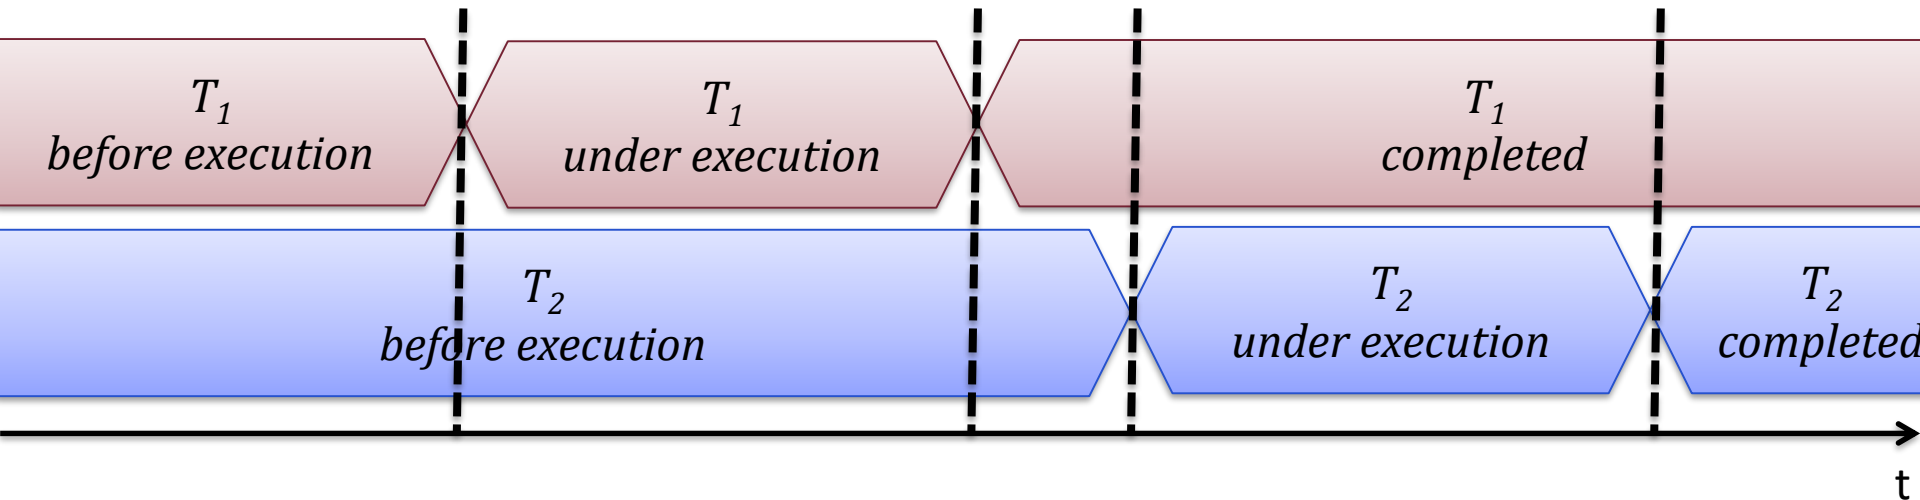 T1
before execution
T1
under execution
T1
completed
T2
before execution
T2
under execution
T2
completed
t